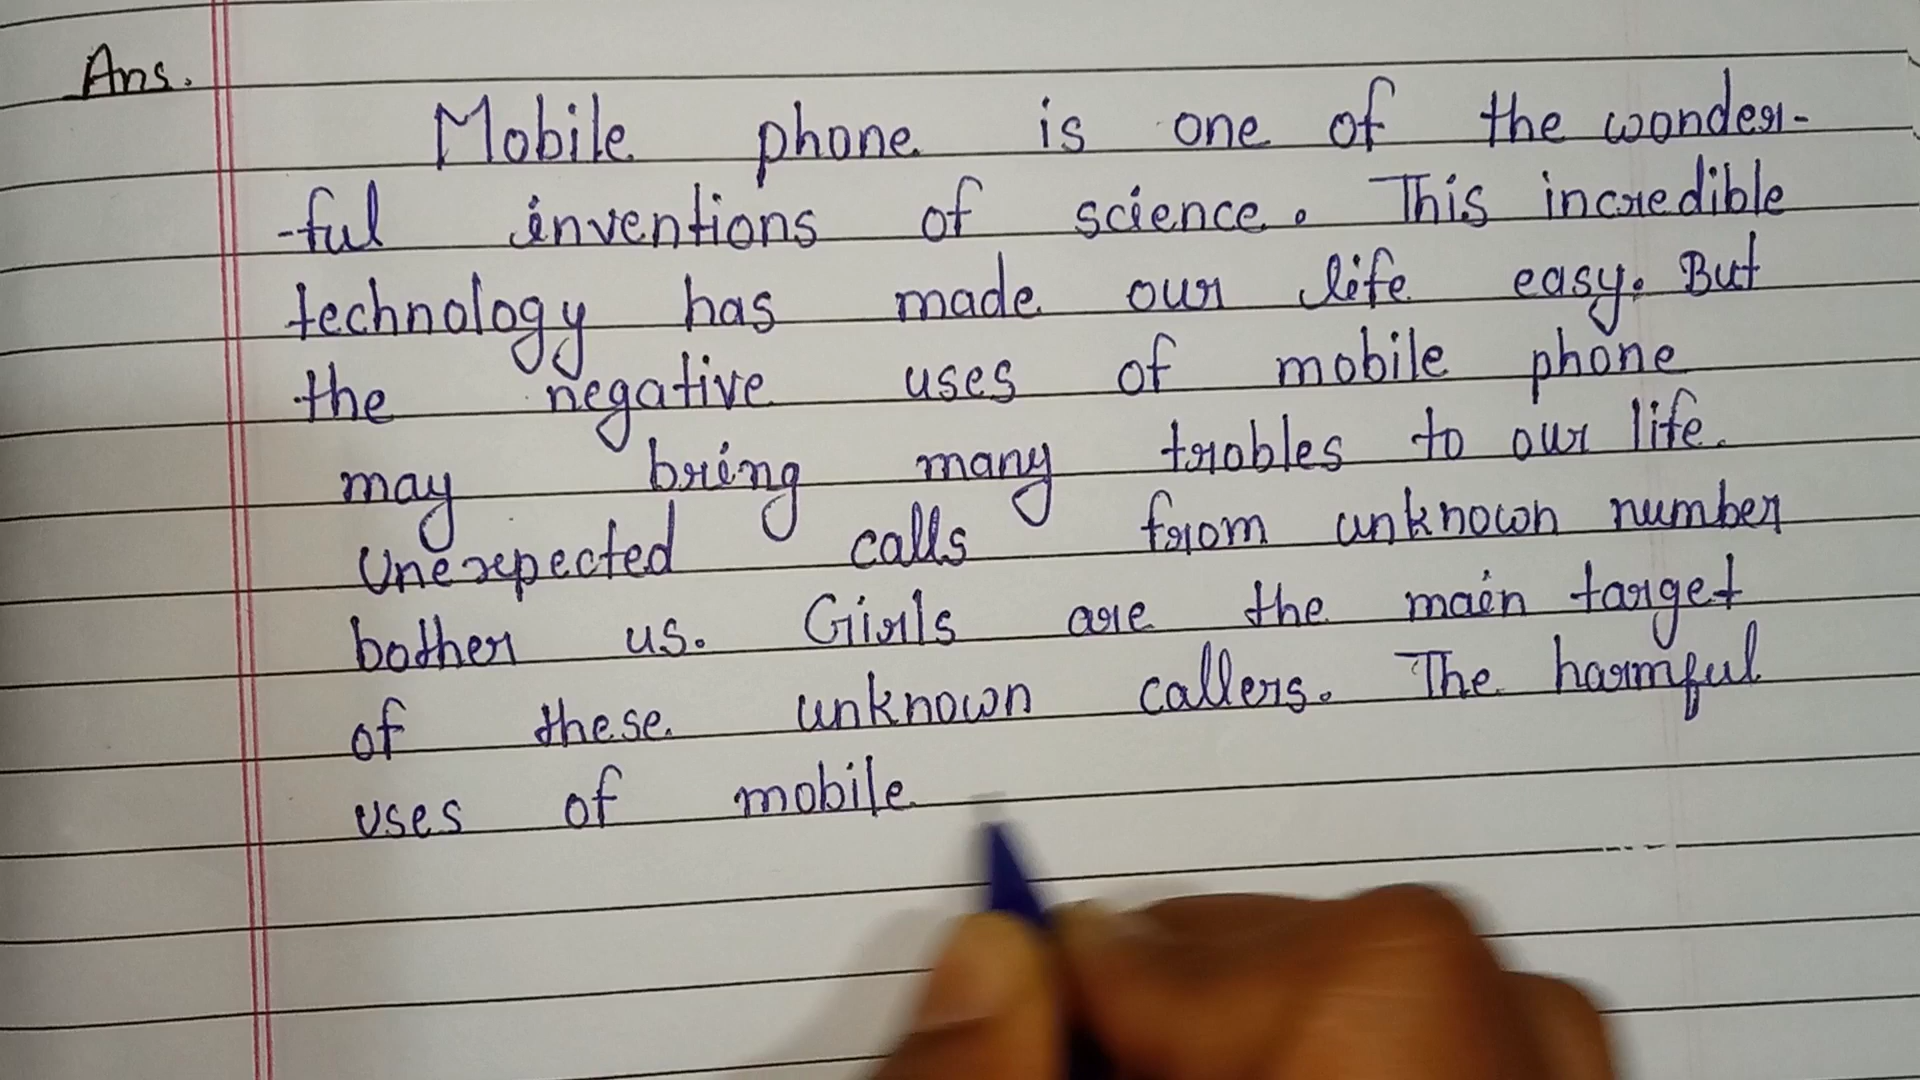 Ans.
Mobile phone is one of the wonder-
-ful inventions of science. This incredible
technology has made our life easy. But
the negative uses of mobile phone
may bring many trobles to our life.
Unexpected calls from unknown number
bother us. Girls are the main target
of these unknown callers. The harmful
uses of mobile